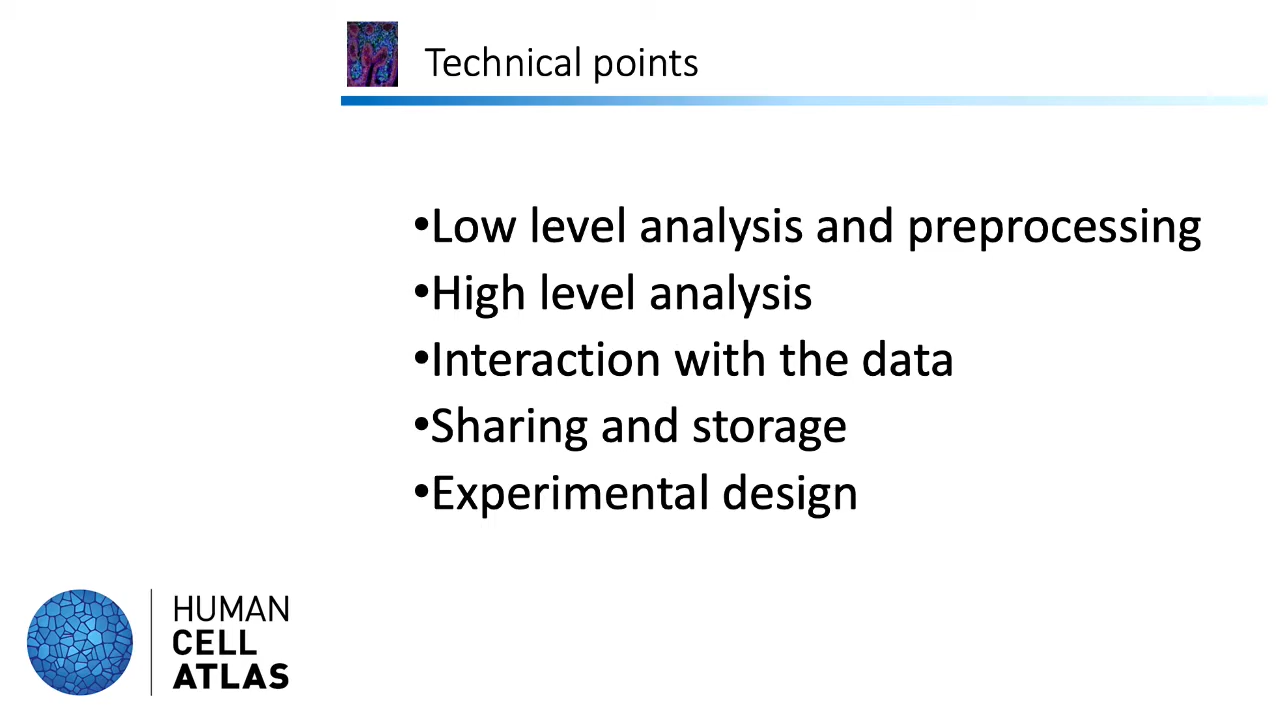 Technical points
•Low level analysis and preprocessing
•High level analysis
•Interaction with the data
•Sharing and storage
•Experimental design
HUMAN
CELL
ATLAS